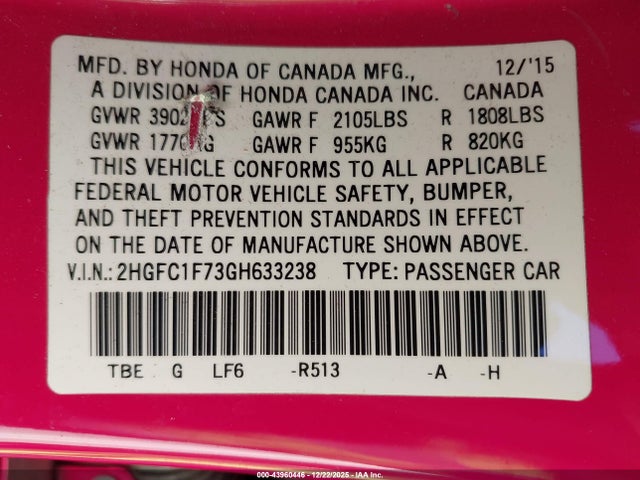 MFD. BY HONDA OF CANADA MFG., 12/'15
A DIVISION OF HONDA CANADA INC. CANADA
GVWR GAWR F 2105LBS R 1808LBS
GVWR GAWR F 955KG R 820KG
THIS VEHICLE CONFORMS TO ALL APPLICABLE
FEDERAL MOTOR VEHICLE SAFETY, BUMPER,
AND THEFT PREVENTION STANDARDS IN EFFECT
ON THE DATE OF MANUFACTURE SHOWN ABOVE.
V.I.N.: 2HGFC1F73GH633238 TYPE: PASSENGER CAR
TBE G LF6 -R513 -A -H
000-43960446 - 12/22/2025 - IAA Inc.